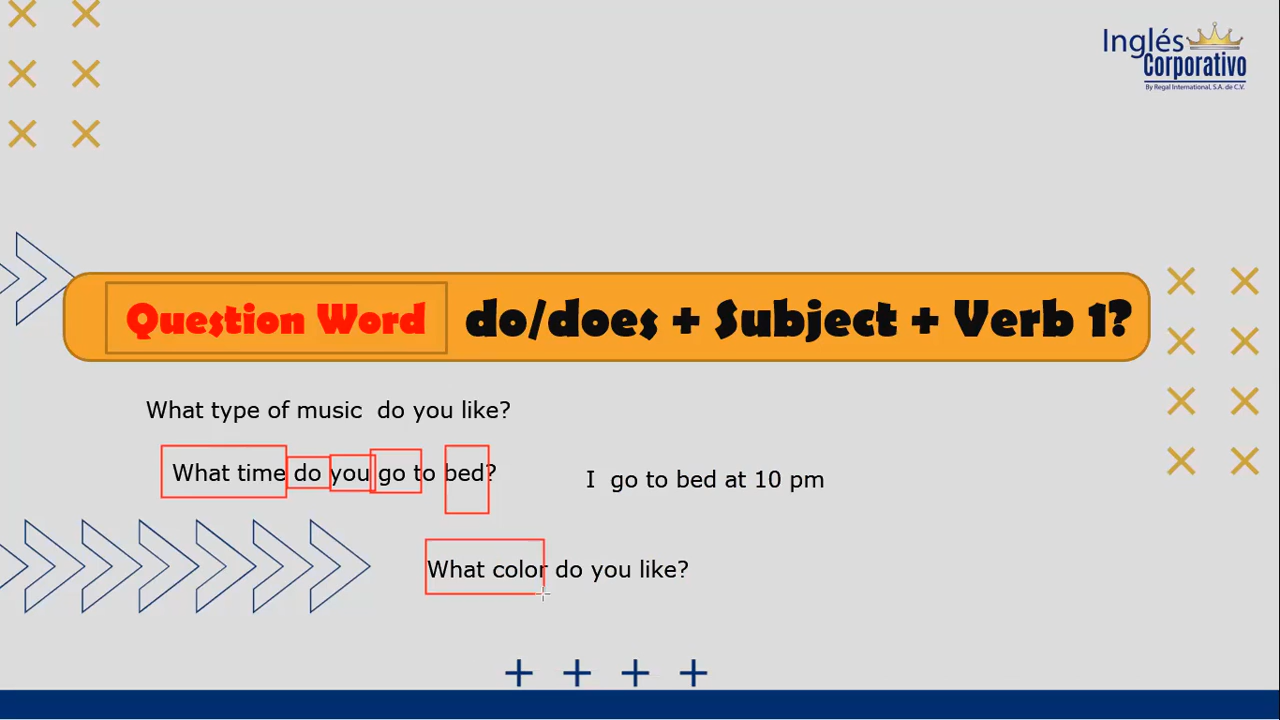 Inglés
Corporativo
By Regal International, S.A. de C.V.
Question Word do/does + Subject + Verb 1?
What type of music do you like?
What time do you go to bed?
I go to bed at 10 pm
What color do you like?